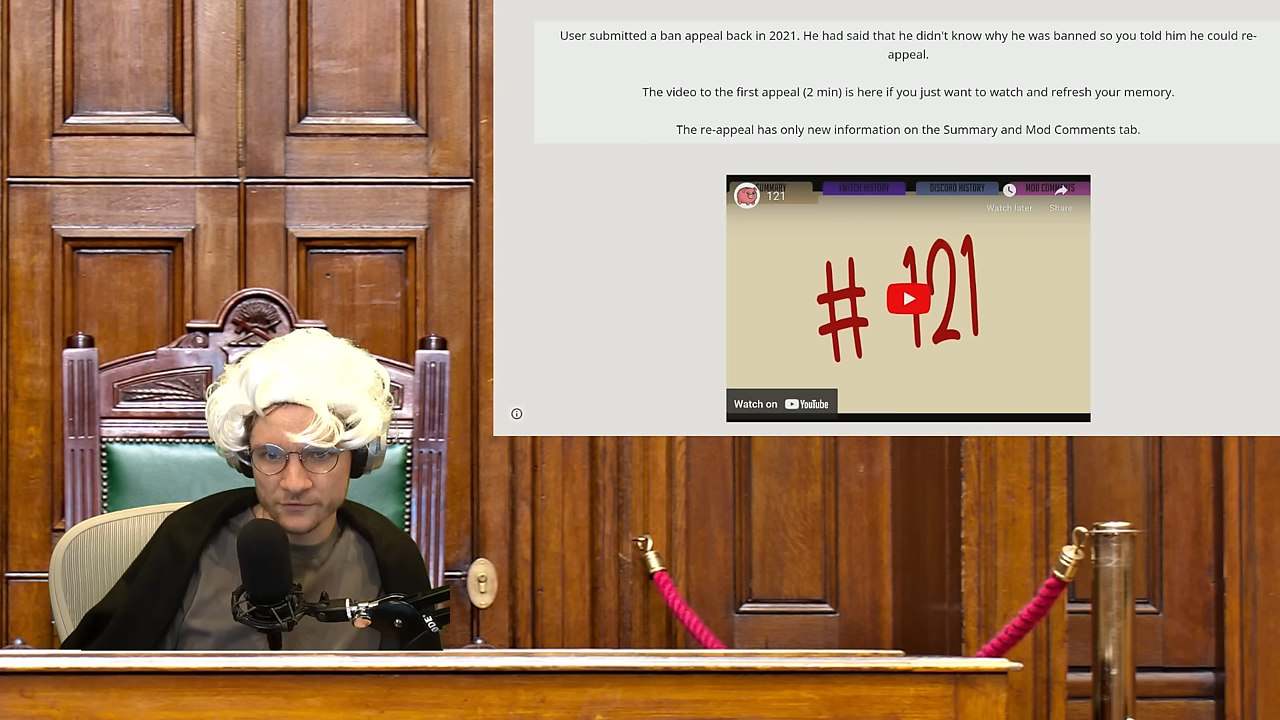 User submitted a ban appeal back in 2021. He had said that he didn't know why he was banned so you told him he could re-
appeal.
The video to the first appeal (2 min) is here if you just want to watch and refresh your memory.
The re-appeal has only new information on the Summary and Mod Comments tab.
SUMMARY TWITCH HISTORY DISCORD HISTORY MOD COMMENTS
121
Watch later Share
# 121
Watch on YouTube